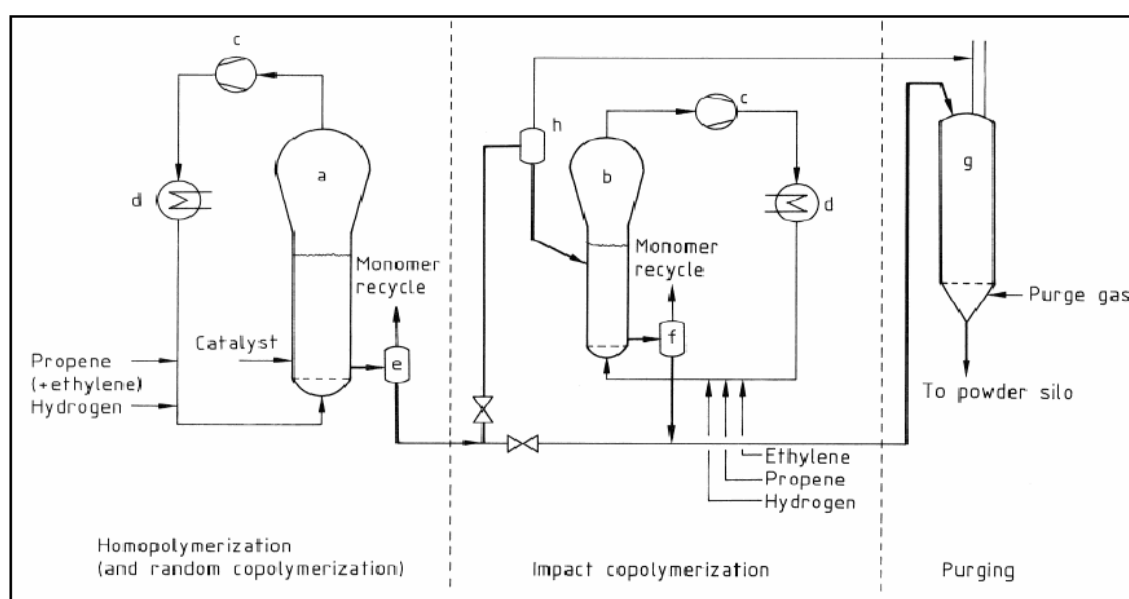 c
a
d
Monomer
recycle
Catalyst
e
Propene
(+ethylene)
Hydrogen
Homopolymerization
(and random copolymerization)
h
c
b
d
Monomer
recycle
f
Ethylene
Propene
Hydrogen
Impact copolymerization
g
Purge gas
To powder silo
Purging